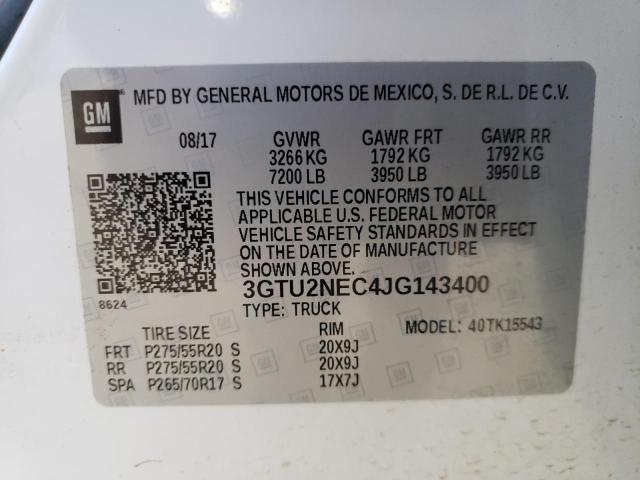 GM
MFD BY GENERAL MOTORS DE MEXICO, S. DE R.L. DE C.V.
08/17 GVWR GAWR FRT GAWR RR
3266 KG 1792 KG 1792 KG
7200 LB 3950 LB 3950 LB
THIS VEHICLE CONFORMS TO ALL
APPLICABLE U.S. FEDERAL MOTOR
VEHICLE SAFETY STANDARDS IN EFFECT
ON THE DATE OF MANUFACTURE
SHOWN ABOVE.
8624
3GTU2NEC4JG143400
TYPE: TRUCK
TIRE SIZE RIM MODEL: 40TK15543
FRT P275/55R20 S 20X9J
RR P275/55R20 S 20X9J
SPA P265/70R17 S 17X7J